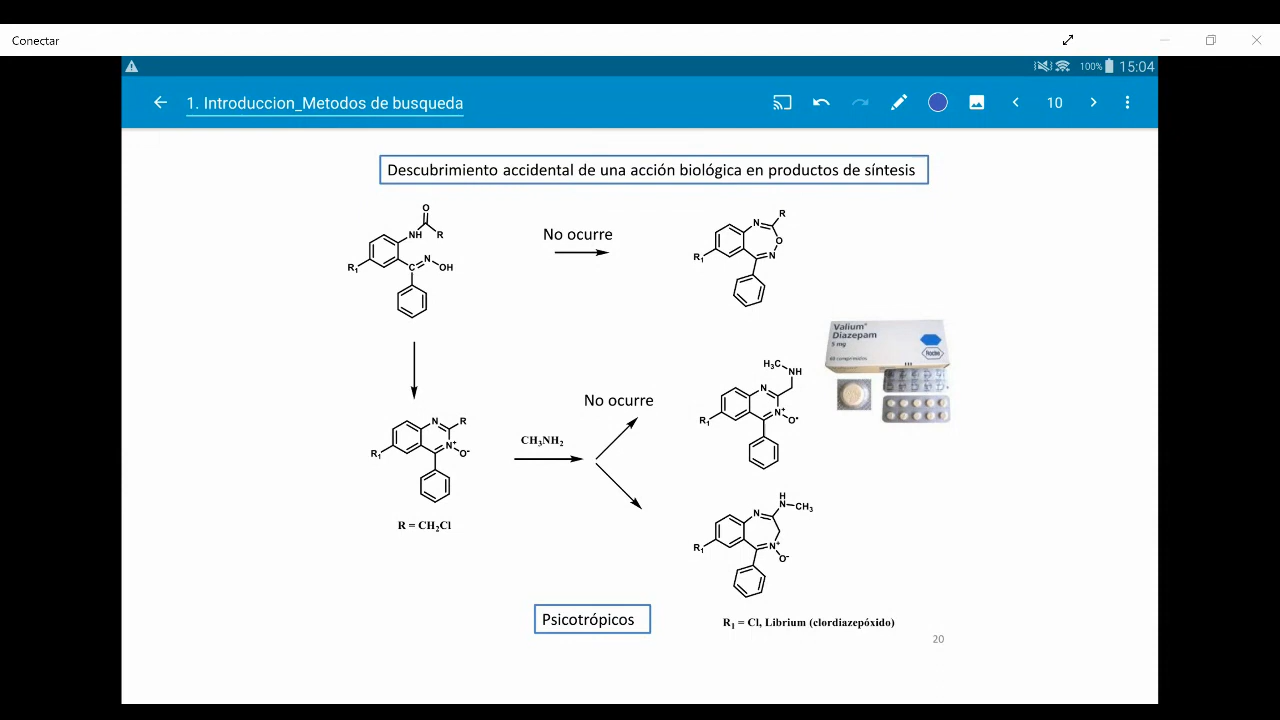 Conectar
100% 15:04
1. Introduccion_Metodos de busqueda
10
Descubrimiento accidental de una acción biológica en productos de síntesis
O
NH
R
R1
C
N
OH
No ocurre
N
R
O
N
R1
Valium
Diazepam
5 mg
Roche
No ocurre
H3C
NH
N
N+
O-
R1
N
R
N+
O-
R1
CH3NH2
R = CH2Cl
H
N
CH3
N
N+
O-
R1
Psicotrópicos
R1 = Cl, Librium (clordiazepóxido)
20